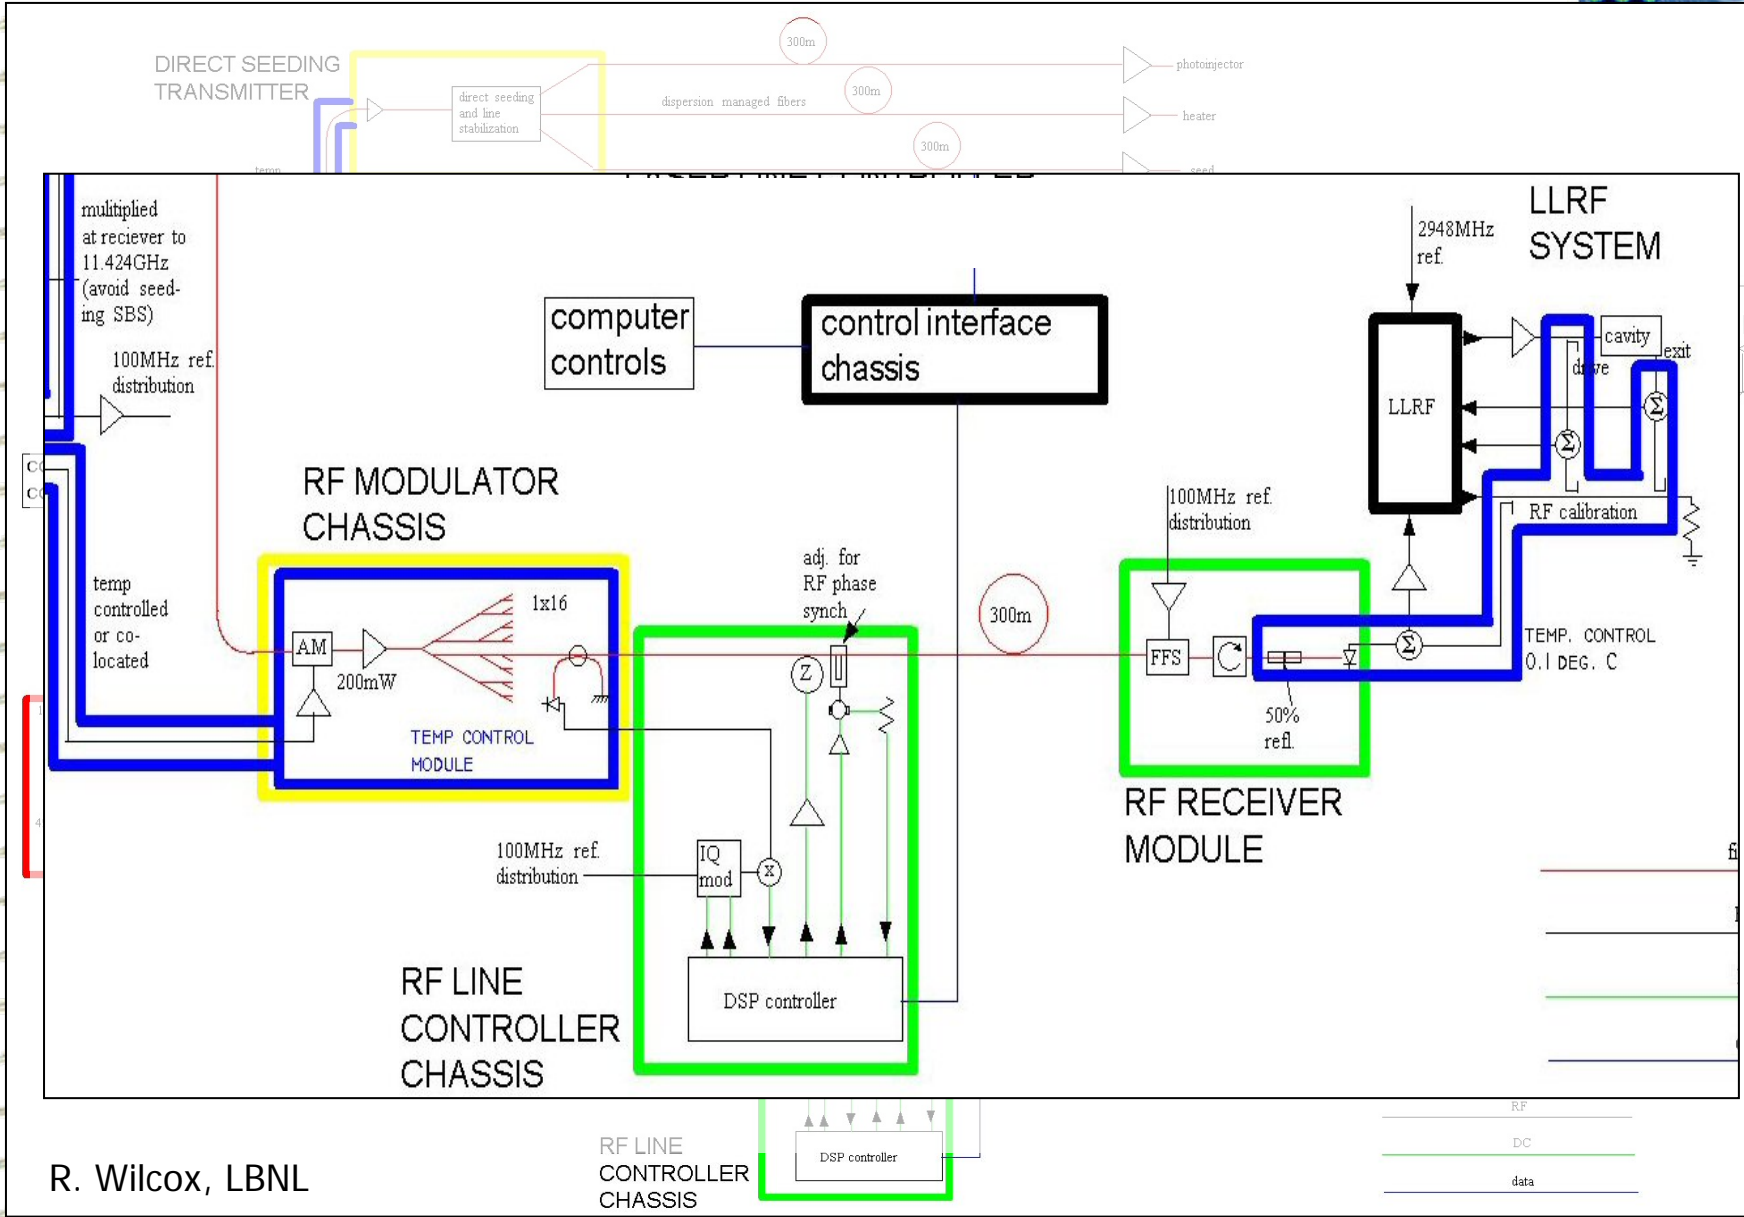 DIRECT SEEDING
TRANSMITTER
direct seeding
and line
stabilization
300m
300m
300m
dispersion managed fibers
photoinjector
heater
seed
temp
mulitiplied
at reciever to
11.424GHz
(avoid seed-
ing SBS)
100MHz ref.
distribution
computer
controls
control interface
chassis
2948MHz
ref.
LLRF
SYSTEM
LLRF
cavity
exit
drive
Σ
Σ
RF calibration
RF MODULATOR
CHASSIS
temp
controlled
or co-
located
AM
200mW
1x16
TEMP CONTROL
MODULE
adj. for
RF phase
synch
Z
300m
100MHz ref.
distribution
FFS
Σ
50%
refl.
TEMP. CONTROL
0.1 DEG. C
RF RECEIVER
MODULE
100MHz ref.
distribution
IQ
mod
X
DSP controller
RF LINE
CONTROLLER
CHASSIS
RF
DC
data
RF LINE
CONTROLLER
CHASSIS
DSP controller
R. Wilcox, LBNL